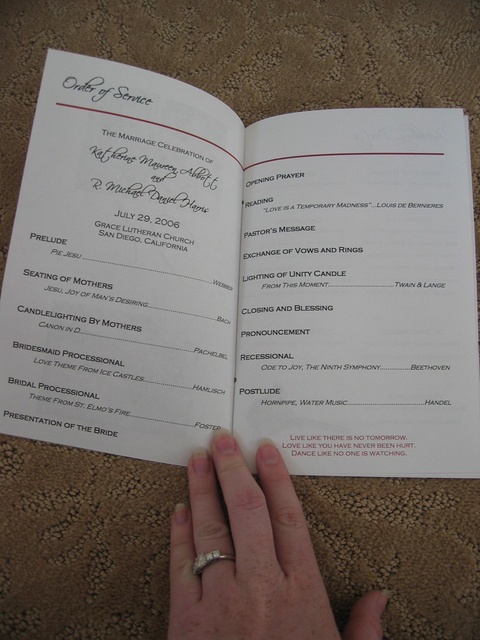 Order of Service
THE MARRIAGE CELEBRATION OF
Katherine Maureen Abbott
and
R. Michael Daniel Harris
JULY 29, 2006
GRACE LUTHERAN CHURCH
SAN DIEGO, CALIFORNIA
PRELUDE
PIE JESU..........WEBBER
SEATING OF MOTHERS
JESU, JOY OF MAN'S DESIRING..........BACH
CANDLELIGHTING BY MOTHERS
CANON IN D..........PACHELBEL
BRIDESMAID PROCESSIONAL
LOVE THEME FROM ICE CASTLES..........HAMLISCH
BRIDAL PROCESSIONAL
THEME FROM ST. ELMO'S FIRE..........FOSTER
PRESENTATION OF THE BRIDE
OPENING PRAYER
READING
"LOVE IS A TEMPORARY MADNESS"...LOUIS DE BERNIERES
PASTOR'S MESSAGE
EXCHANGE OF VOWS AND RINGS
LIGHTING OF UNITY CANDLE
FROM THIS MOMENT..........TWAIN & LANGE
CLOSING AND BLESSING
PRONOUNCEMENT
RECESSIONAL
ODE TO JOY, THE NINTH SYMPHONY..........BEETHOVEN
POSTLUDE
HORNPIPE, WATER MUSIC..........HANDEL
LIVE LIKE THERE IS NO TOMORROW.
LOVE LIKE YOU HAVE NEVER BEEN HURT.
DANCE LIKE NO ONE IS WATCHING.